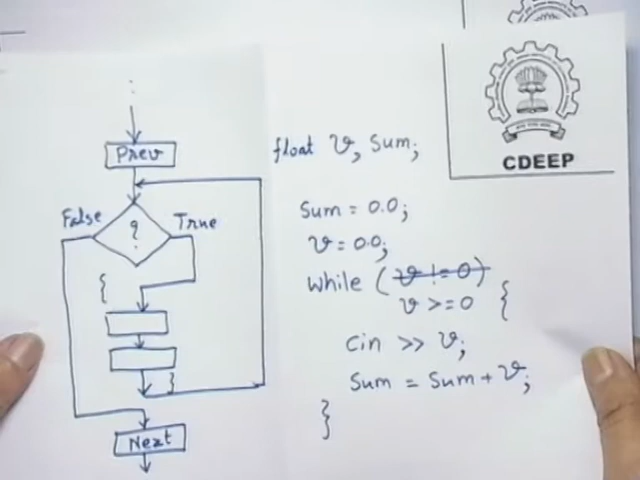 Prev
False
True
?
{
}
Next
float v, Sum;
Sum = 0.0;
v = 0.0;
while (v != 0)
v >= 0 {
cin >> v;
Sum = Sum + v;
}
CDEEP